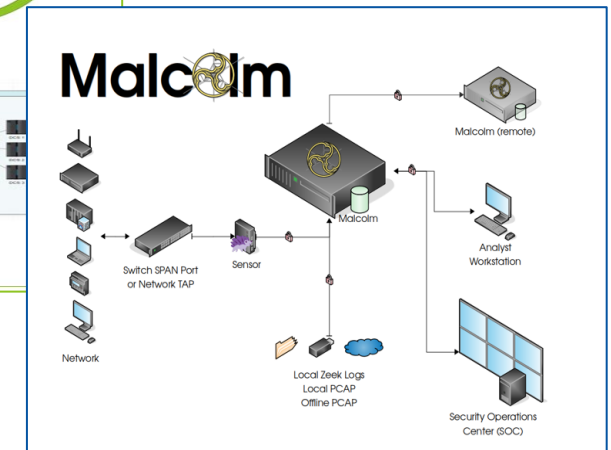 Malcolm
Malcolm (remote)
Malcolm
Analyst
Workstation
Switch SPAN Port
or Network TAP
Sensor
Network
Local Zeek Logs
Local PCAP
Offline PCAP
Security Operations
Center (SOC)